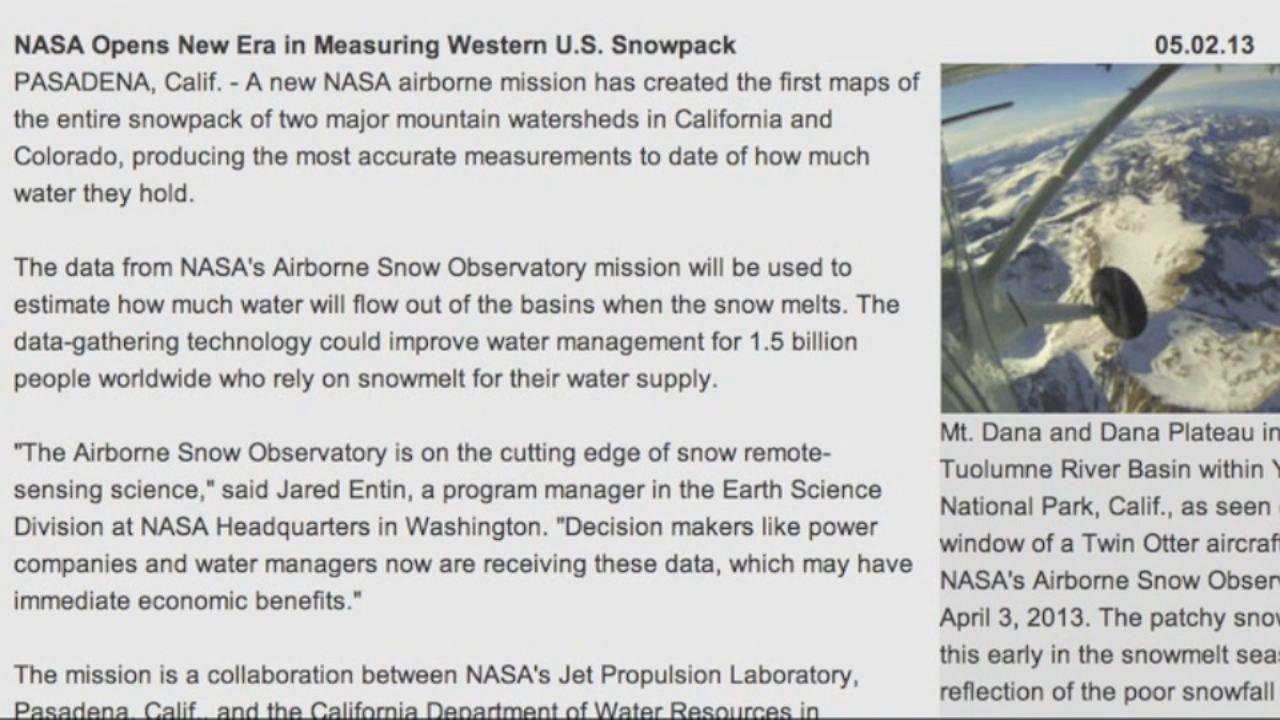 NASA Opens New Era in Measuring Western U.S. Snowpack
05.02.13
PASADENA, Calif. - A new NASA airborne mission has created the first maps of
the entire snowpack of two major mountain watersheds in California and
Colorado, producing the most accurate measurements to date of how much
water they hold.
The data from NASA's Airborne Snow Observatory mission will be used to
estimate how much water will flow out of the basins when the snow melts. The
data-gathering technology could improve water management for 1.5 billion
people worldwide who rely on snowmelt for their water supply.
"The Airborne Snow Observatory is on the cutting edge of snow remote-
sensing science," said Jared Entin, a program manager in the Earth Science
Division at NASA Headquarters in Washington. "Decision makers like power
companies and water managers now are receiving these data, which may have
immediate economic benefits."
The mission is a collaboration between NASA's Jet Propulsion Laboratory,
Pasadena, Calif., and the California Department of Water Resources in
Mt. Dana and Dana Plateau in
Tuolumne River Basin within
National Park, Calif., as seen
window of a Twin Otter
NASA's Airborne Snow
April 3, 2013. The patchy
this early in the snowmelt
reflection of the poor snowfall